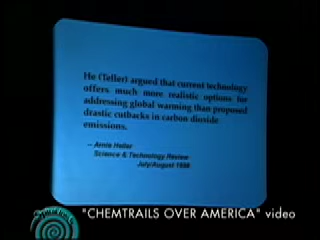 He (Teller) argued that current technology
offers much more realistic options for
addressing global warming than proposed
drastic cutbacks in carbon dioxide
emissions.
-- Arnie Heller
Science & Technology Review
July/August 1998
"CHEMTRAILS OVER AMERICA" video